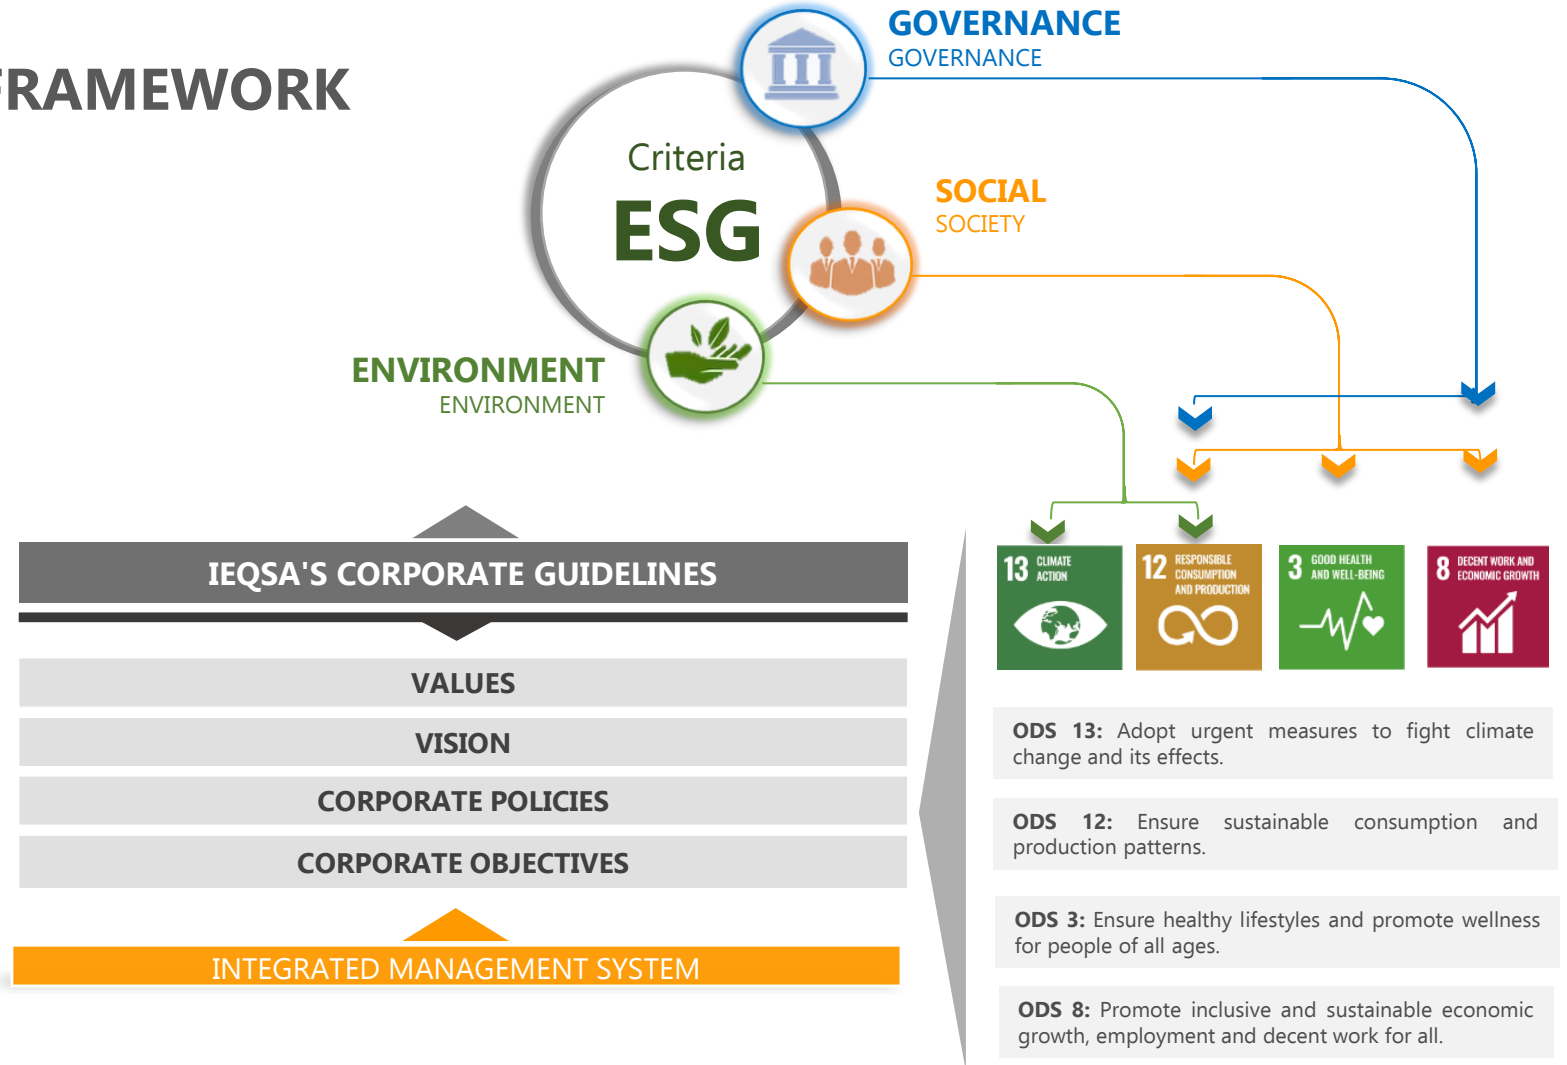 GOVERNANCE
GOVERNANCE
FRAMEWORK
Criteria
ESG
SOCIAL
SOCIETY
ENVIRONMENT
ENVIRONMENT
IEQSA'S CORPORATE GUIDELINES
VALUES
VISION
CORPORATE POLICIES
CORPORATE OBJECTIVES
INTEGRATED MANAGEMENT SYSTEM
13 CLIMATE
ACTION
12 RESPONSIBLE
CONSUMPTION
AND PRODUCTION
3 GOOD HEALTH
AND WELL-BEING
8 DECENT WORK AND
ECONOMIC GROWTH
ODS 13: Adopt urgent measures to fight climate
change and its effects.
ODS 12: Ensure sustainable consumption and
production patterns.
ODS 3: Ensure healthy lifestyles and promote wellness
for people of all ages.
ODS 8: Promote inclusive and sustainable economic
growth, employment and decent work for all.